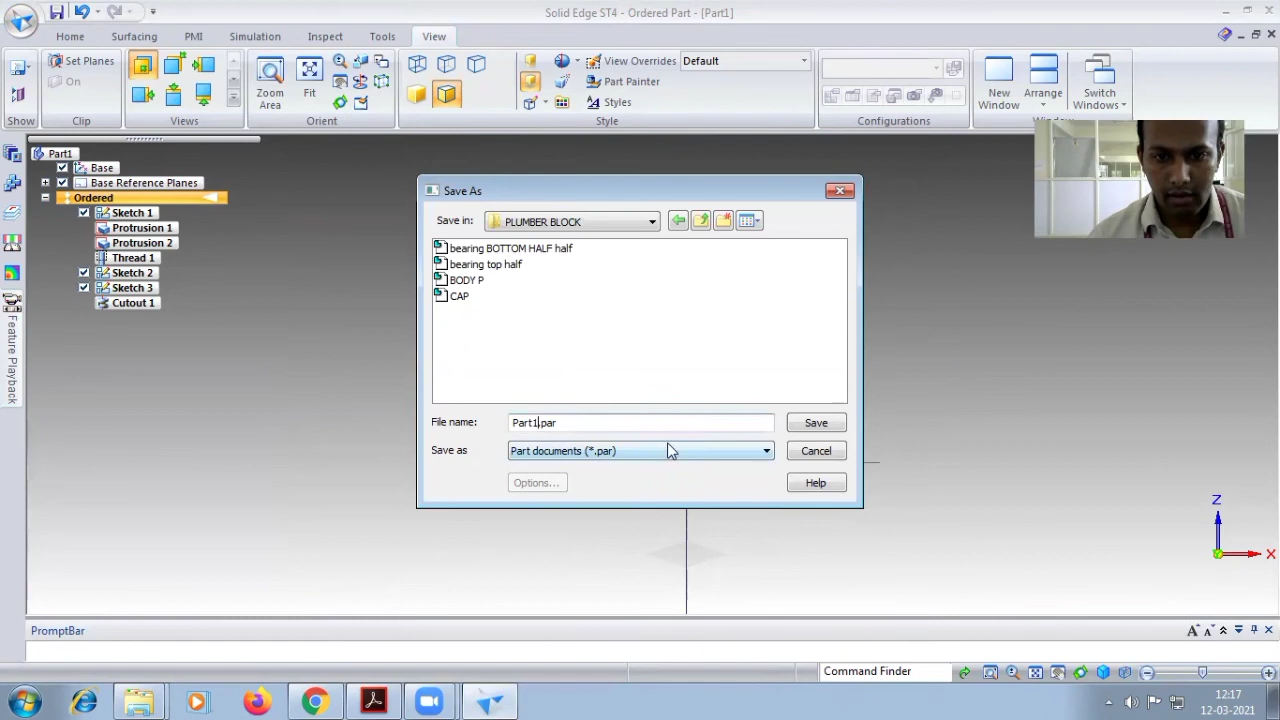 Solid Edge ST4 - Ordered Part - [Part1]
Home Surfacing PMI Simulation Inspect Tools View
Set Planes
On
Zoom Area
Fit
View Overrides Default
Part Painter
Styles
New Window
Arrange
Switch Windows
Show Clip Views Orient Style Configurations Window
Part1
Base
Base Reference Planes
Ordered
Sketch 1
Protrusion 1
Protrusion 2
Thread 1
Sketch 2
Sketch 3
Cutout 1
Feature Playback
Save As
Save in: PLUMBER BLOCK
bearing BOTTOM HALF half
bearing top half
BODY P
CAP
File name: Part1.par Save
Save as Part documents (*.par) Cancel
Options... Help
Z
X
PromptBar
Command Finder
12:17
12-03-2021